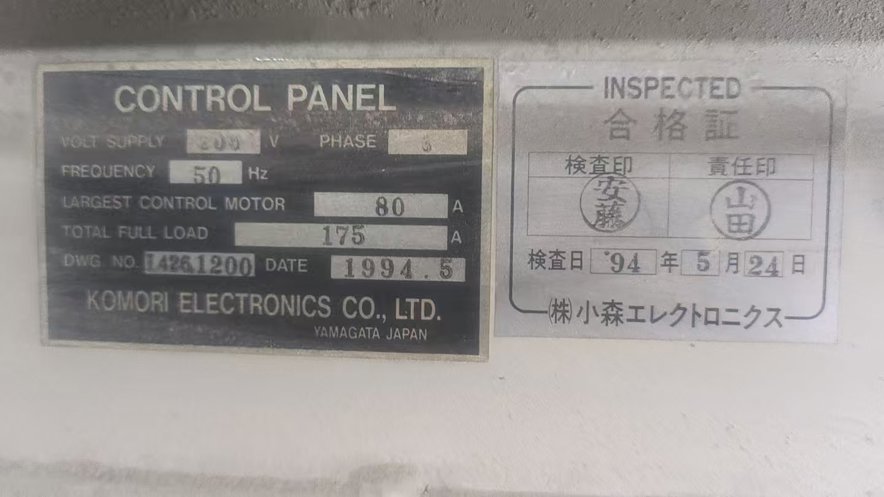 CONTROL PANEL
VOLT SUPPLY 200 V PHASE 3
FREQUENCY 50 Hz
LARGEST CONTROL MOTOR 80 A
TOTAL FULL LOAD 175 A
DWG NO. DATE 1994.5
KOMORI ELECTRONICS CO., LTD.
YAMAGATA JAPAN
INSPECTED
合格証
検査印 責任印
安藤 山田
検査日 '94 年 5 月 24 日
㈱小森エレクトロニクス